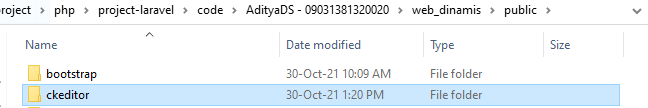 project > php > project-laravel > code > AdityaDS - 09031381320020 > web_dinamis > public >
Name Date modified Type Size
bootstrap 30-Oct-21 10:09 AM File folder
ckeditor 30-Oct-21 1:20 PM File folder